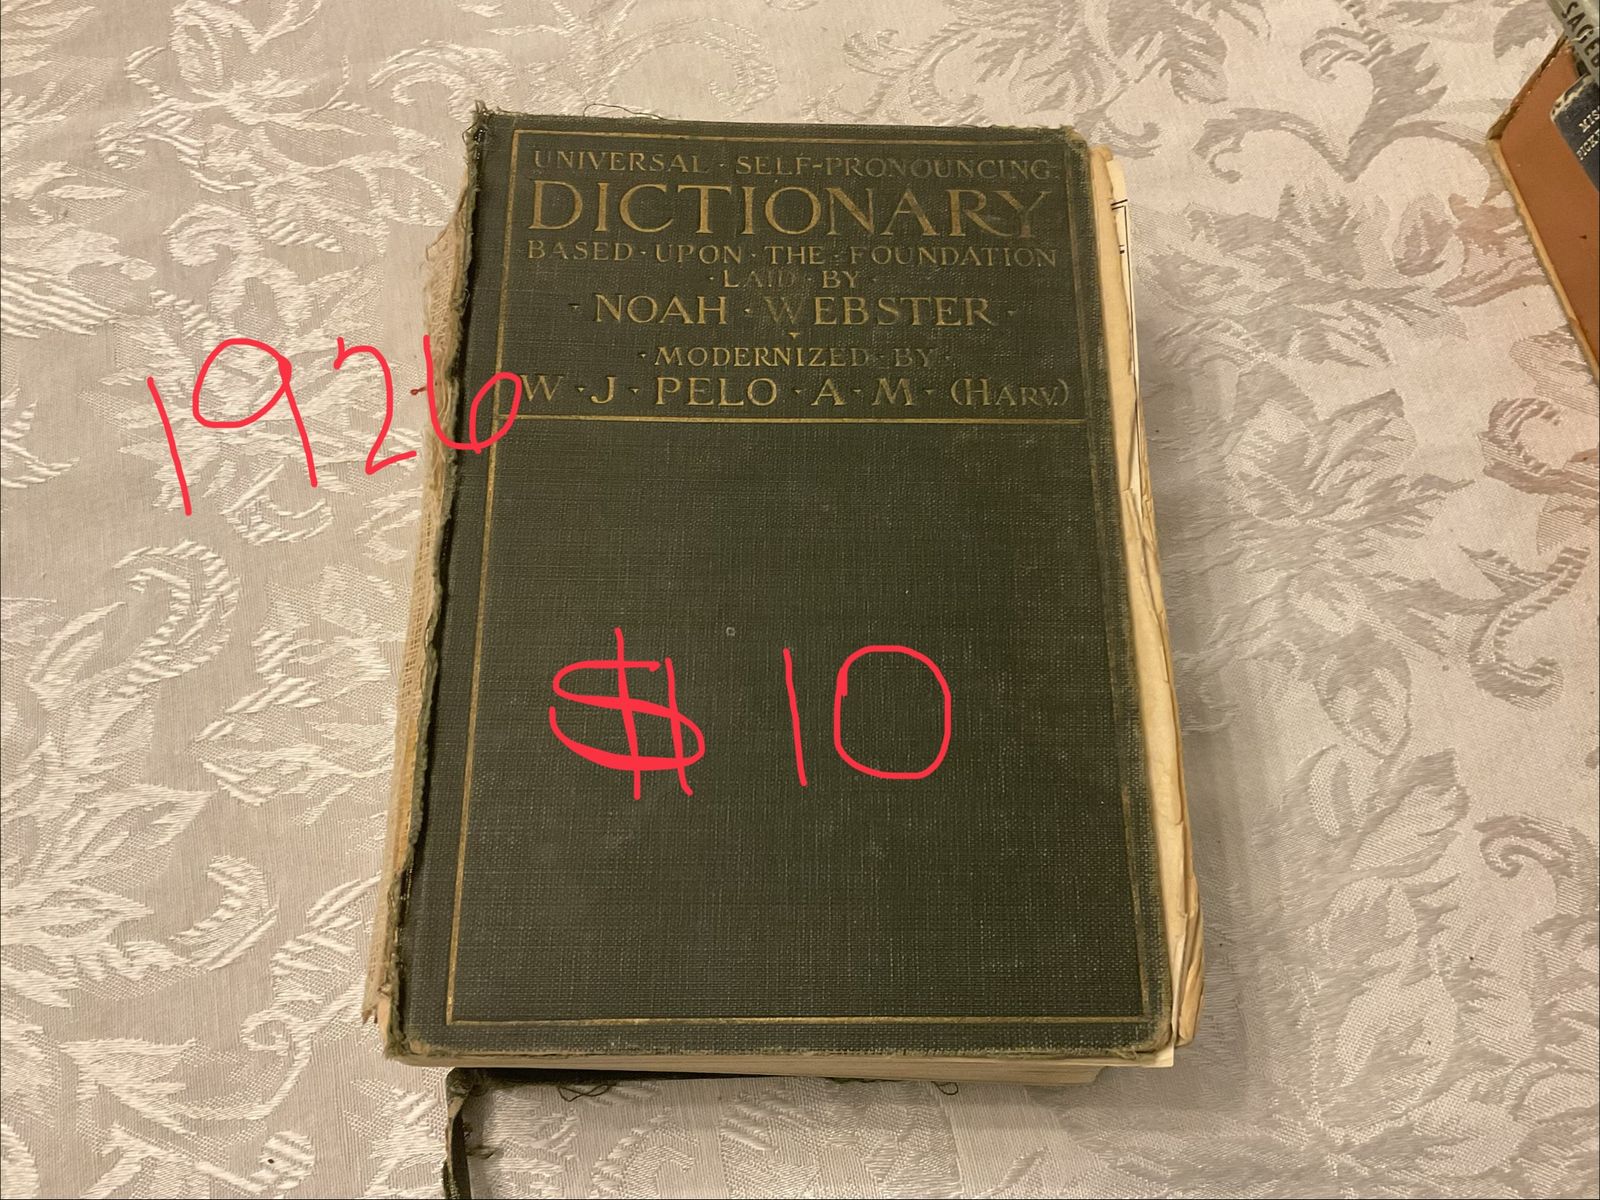 UNIVERSAL · SELF-PRONOUNCING
DICTIONARY
BASED · UPON · THE · FOUNDATION
· LAID · BY ·
· NOAH · WEBSTER ·
· MODERNIZED · BY ·
W · J · PELO · A · M · (HARV.)
1926
$10